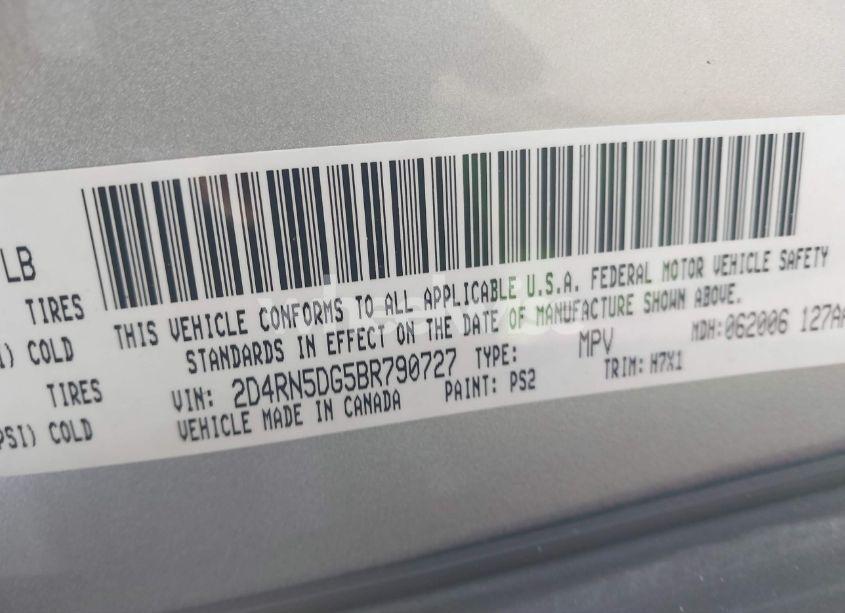 LB
TIRES
I) COLD
TIRES
PSI) COLD
THIS VEHICLE CONFORMS TO ALL APPLICABLE U.S.A. FEDERAL MOTOR VEHICLE SAFETY
STANDARDS IN EFFECT ON THE DATE OF MANUFACTURE SHOWN ABOVE.
VIN: 2D4RN5DG5BR790727 TYPE: MPV MDH:062006 127AA
VEHICLE MADE IN CANADA PAINT: PS2 TRIM: H7X1